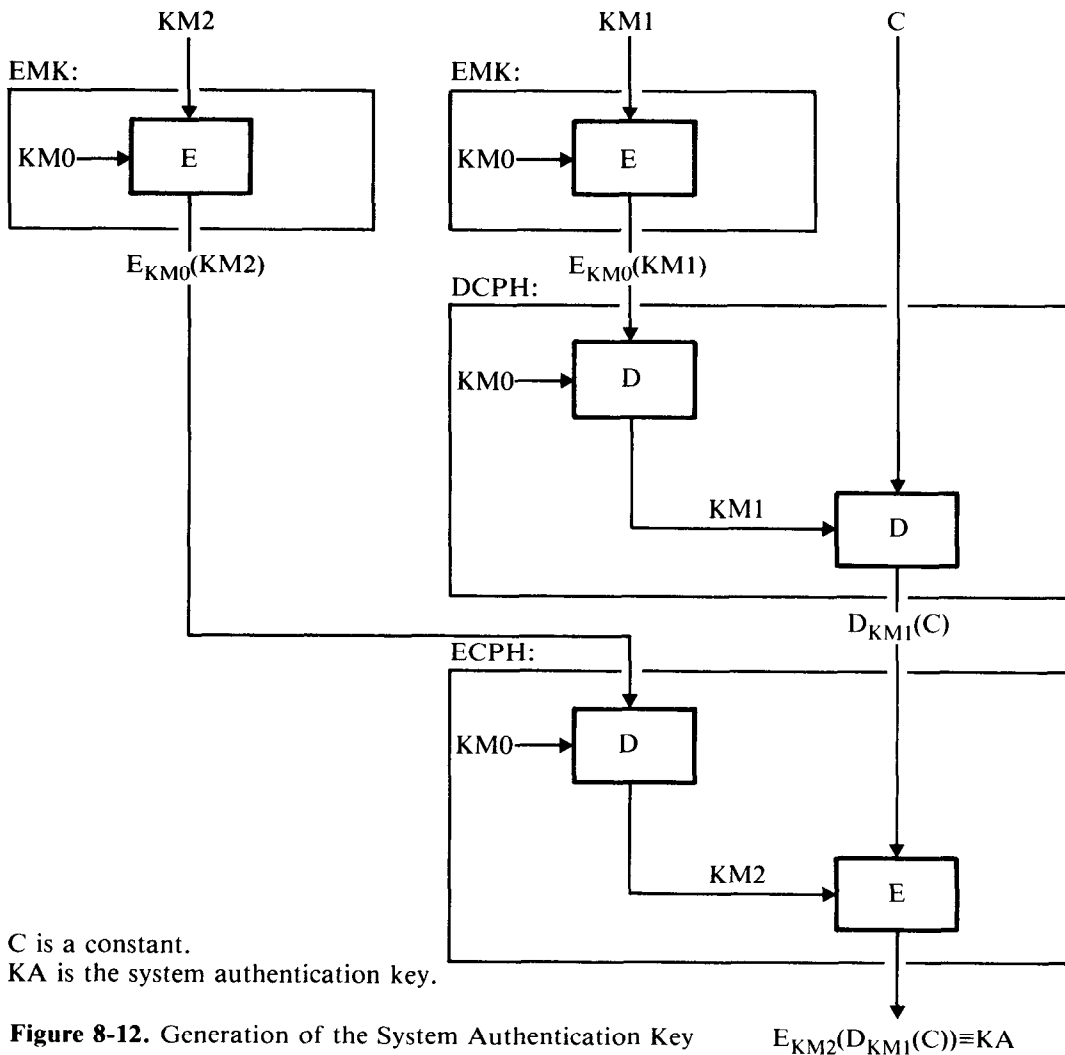 KM2 KM1 C
EMK: EMK:
KM0 E KM0 E
E_KM0(KM2) E_KM0(KM1)
DCPH:
KM0 D
KM1 D
D_KM1(C)
ECPH:
KM0 D
KM2 E
C is a constant.
KA is the system authentication key.
Figure 8-12. Generation of the System Authentication Key E_KM2(D_KM1(C))≡KA